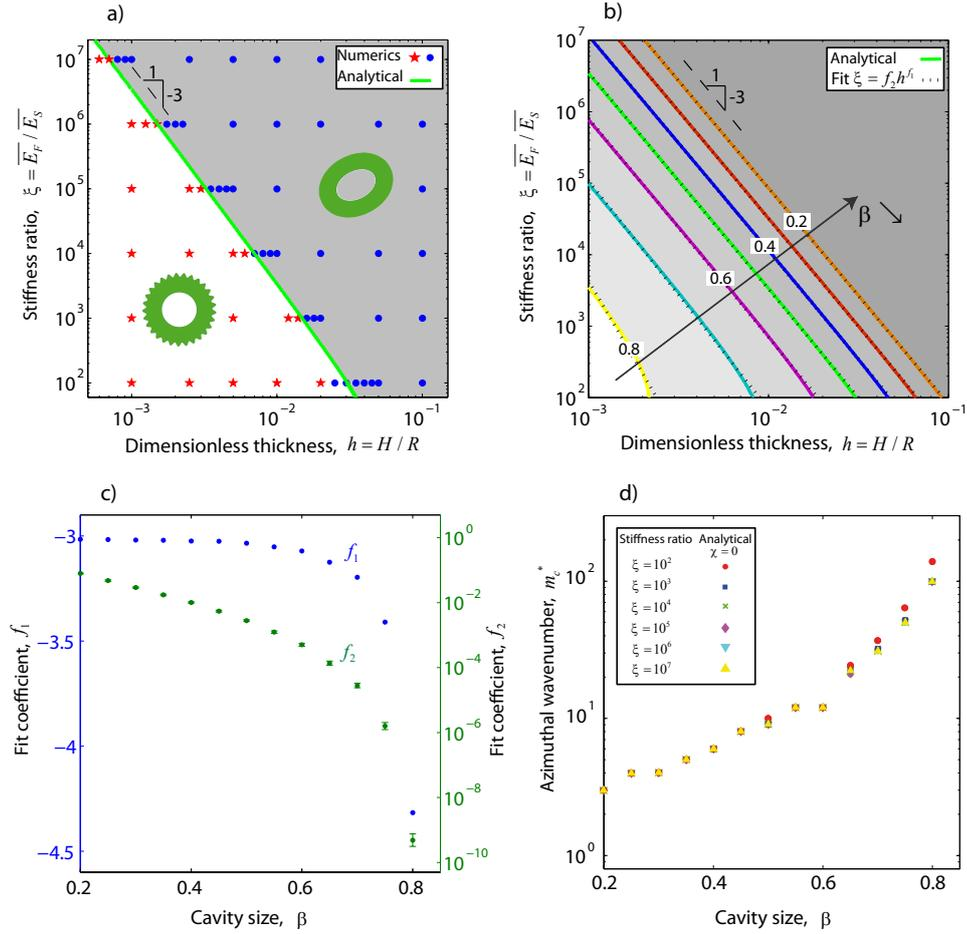 a)
Numerics
Analytical
1
-3
10^7
10^6
10^5
10^4
10^3
10^2
Stiffness ratio, ξ = E̅_F̅ / E̅_S̅
10^-3
10^-2
10^-1
Dimensionless thickness, h = H / R
b)
Analytical
Fit ξ = f_2 h^{f_1}
1
-3
β
0.2
0.4
0.6
0.8
10^7
10^6
10^5
10^4
10^3
10^2
Stiffness ratio, ξ = E̅_F̅ / E̅_S̅
10^-3
10^-2
10^-1
Dimensionless thickness, h = H / R
c)
f_1
f_2
−3
−3.5
−4
−4.5
Fit coefficient, f_1
10^0
10^-2
10^-4
10^-6
10^-8
10^-10
Fit coefficient, f_2
0.2
0.4
0.6
0.8
Cavity size, β
d)
Stiffness ratio Analytical
χ = 0
ξ = 10^2
ξ = 10^3
ξ = 10^4
ξ = 10^5
ξ = 10^6
ξ = 10^7
10^2
10^1
10^0
Azimuthal wavenumber, m_c^*
0.2
0.4
0.6
0.8
Cavity size, β